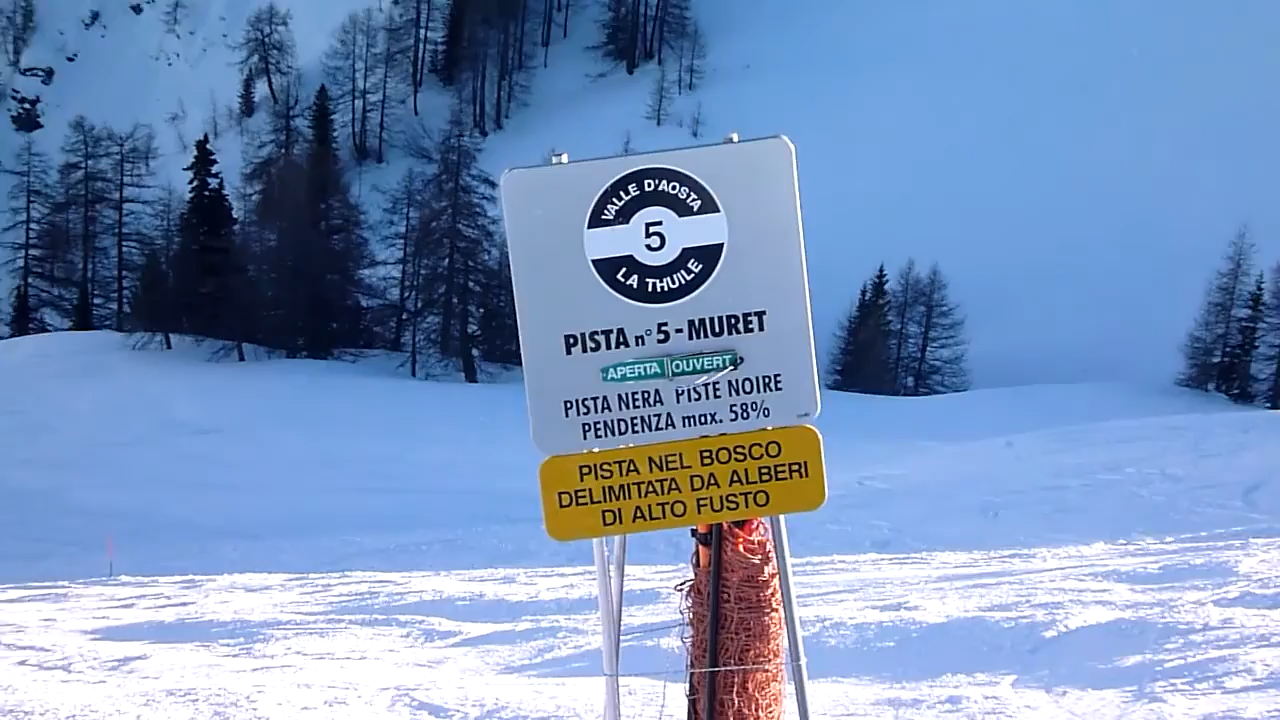 VALLE D'AOSTA
5
LA THUILE
PISTA n° 5-MURET
APERTA OUVERT
PISTA NERA PISTE NOIRE
PENDENZA max. 58%
PISTA NEL BOSCO
DELIMITATA DA ALBERI
DI ALTO FUSTO